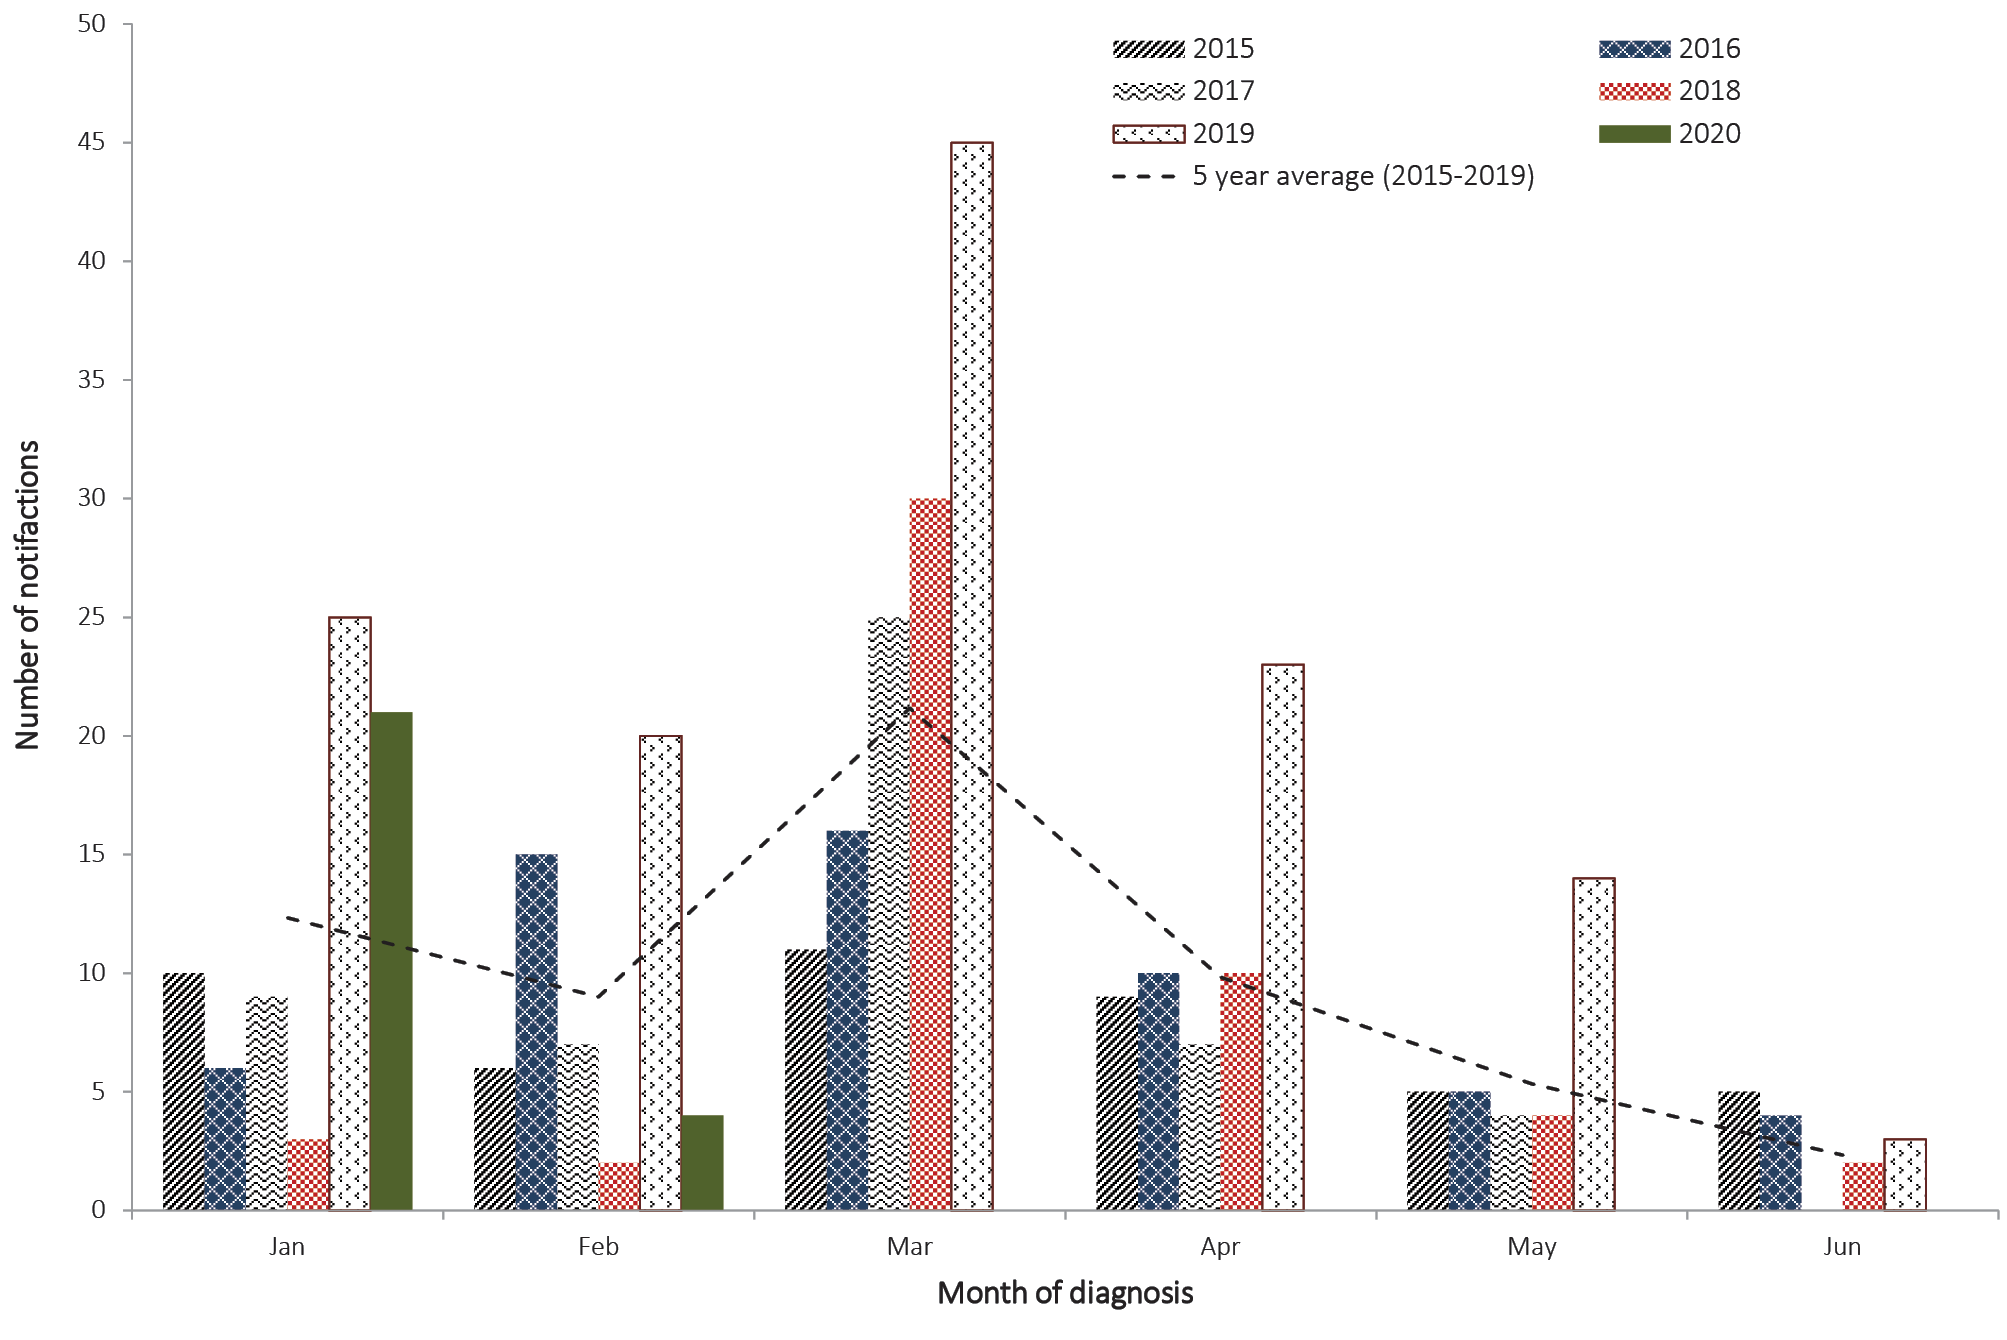 50
45
40
35
30
25
20
15
10
5
0
Number of notifactions
2015
2016
2017
2018
2019
2020
5 year average (2015-2019)
Jan
Feb
Mar
Apr
May
Jun
Month of diagnosis